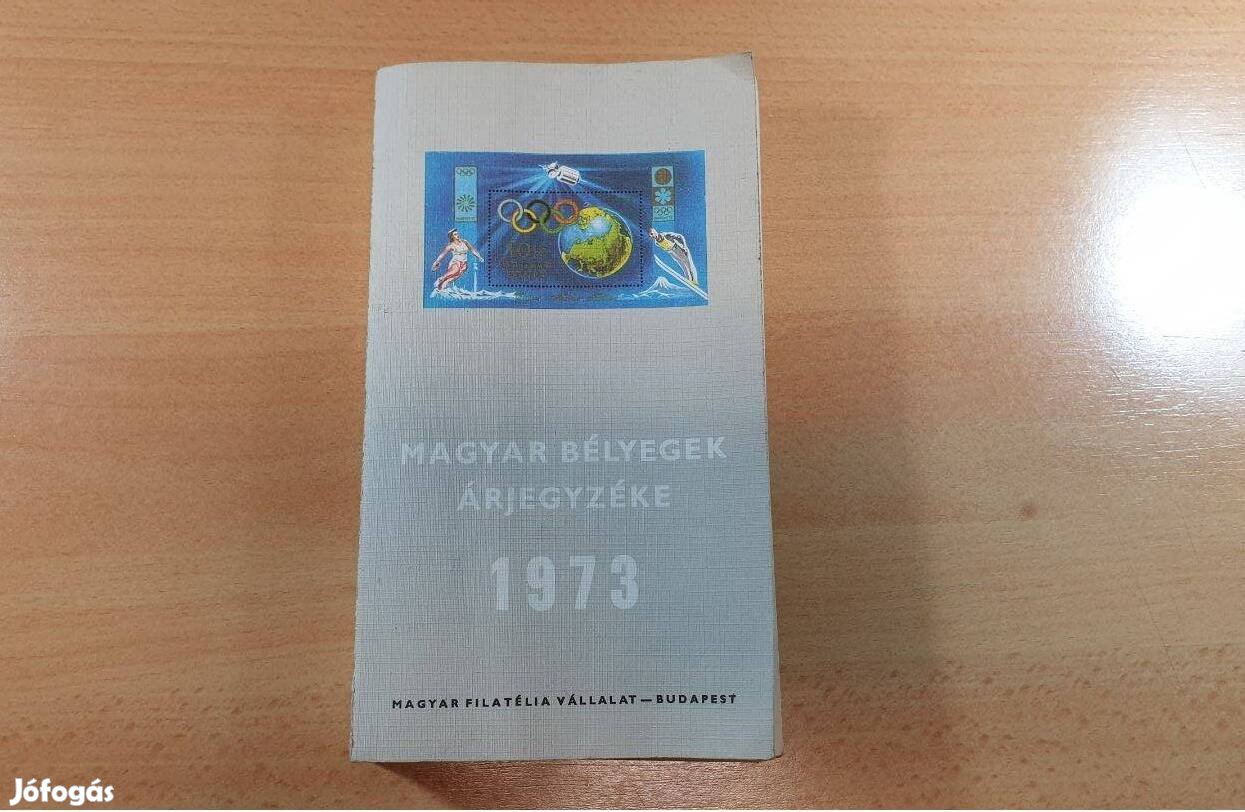 MAGYAR BÉLYEGEK
ÁRJEGYZÉKE
1973
MAGYAR FILATÉLIA VÁLLALAT — BUDAPEST
Jófogás